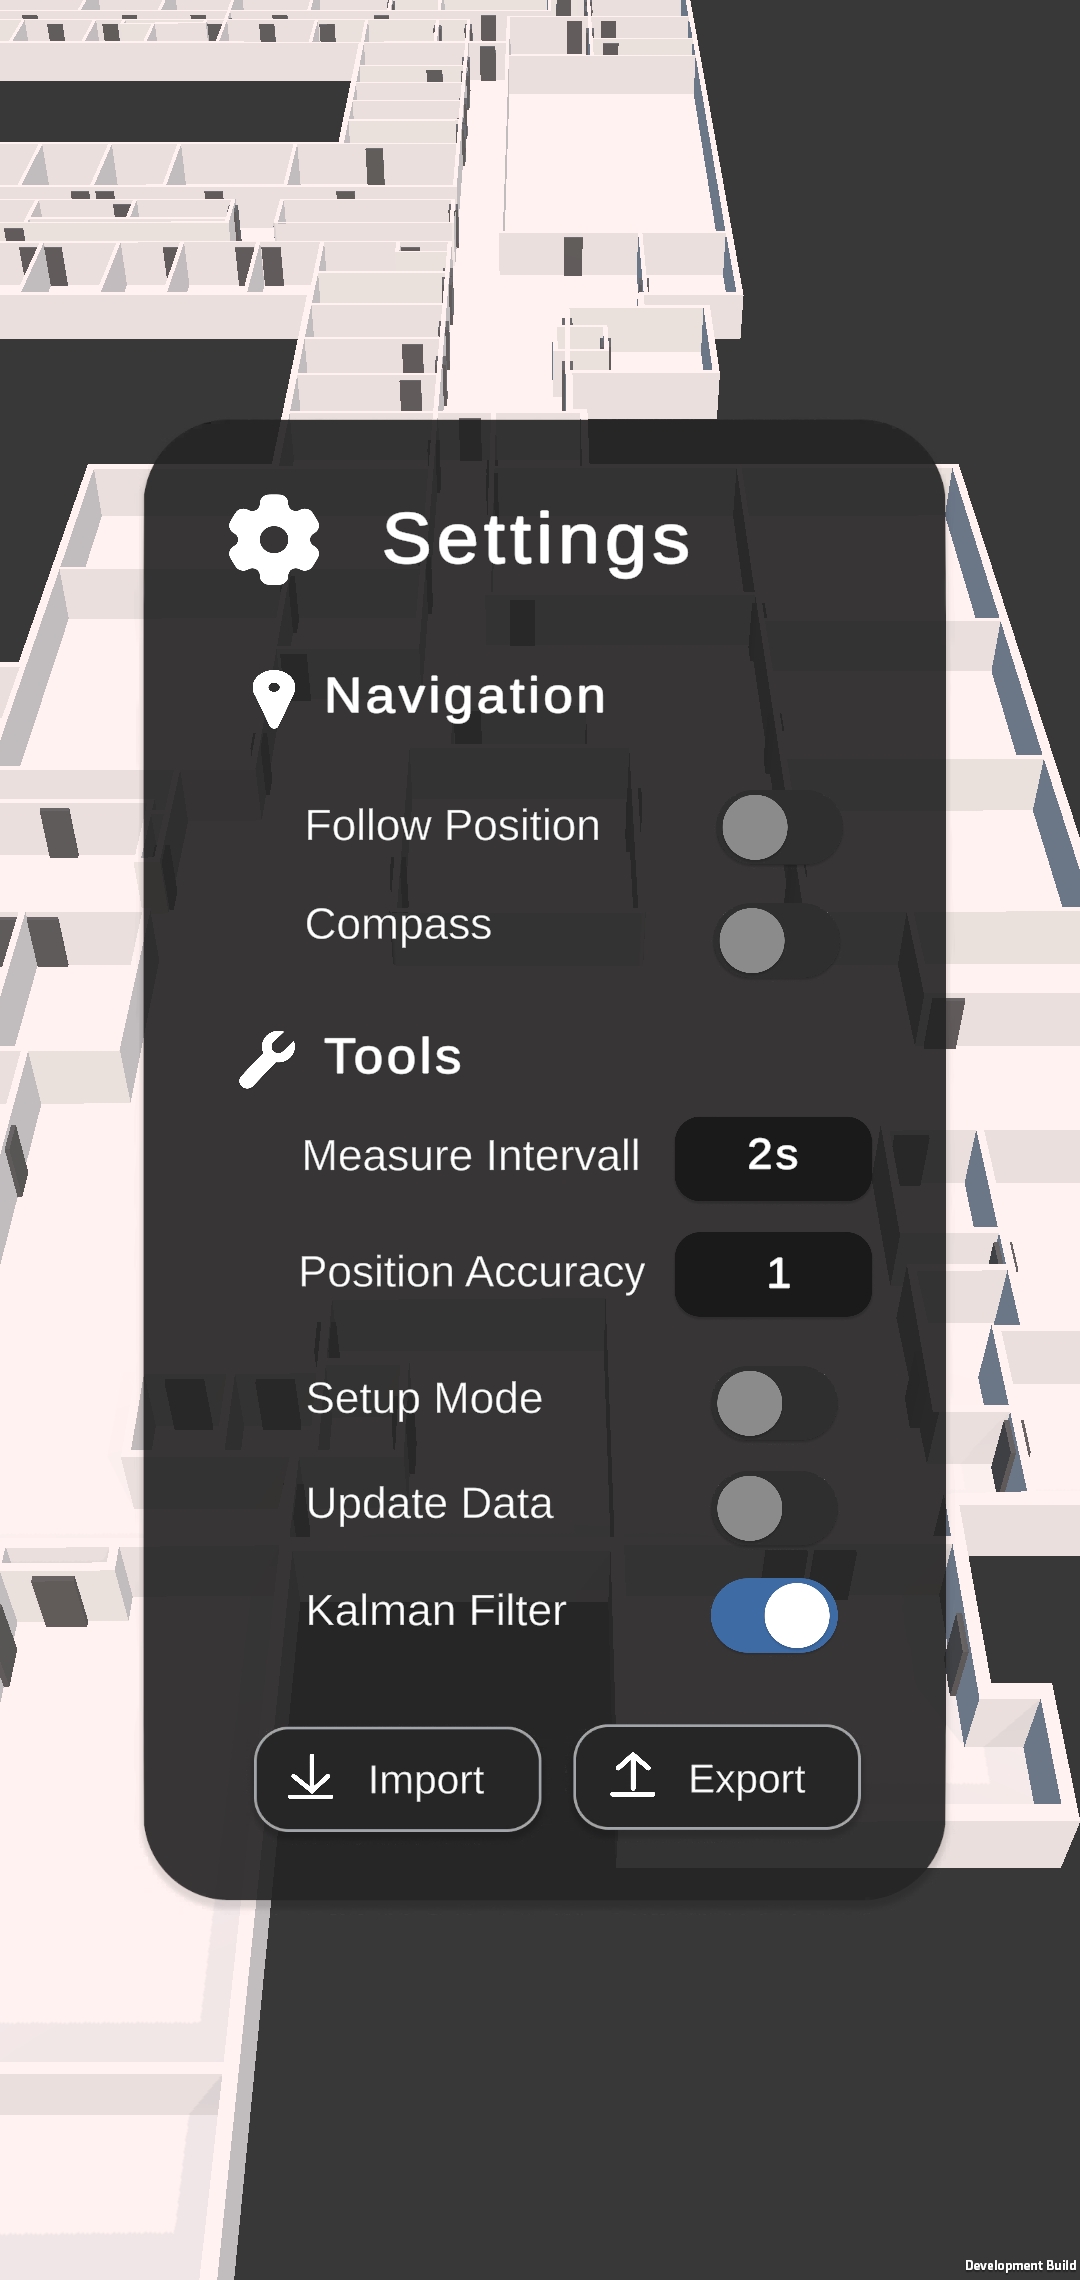 Settings
Navigation
Follow Position
Compass
Tools
Measure Intervall 2s
Position Accuracy 1
Setup Mode
Update Data
Kalman Filter
Import Export
Development Build